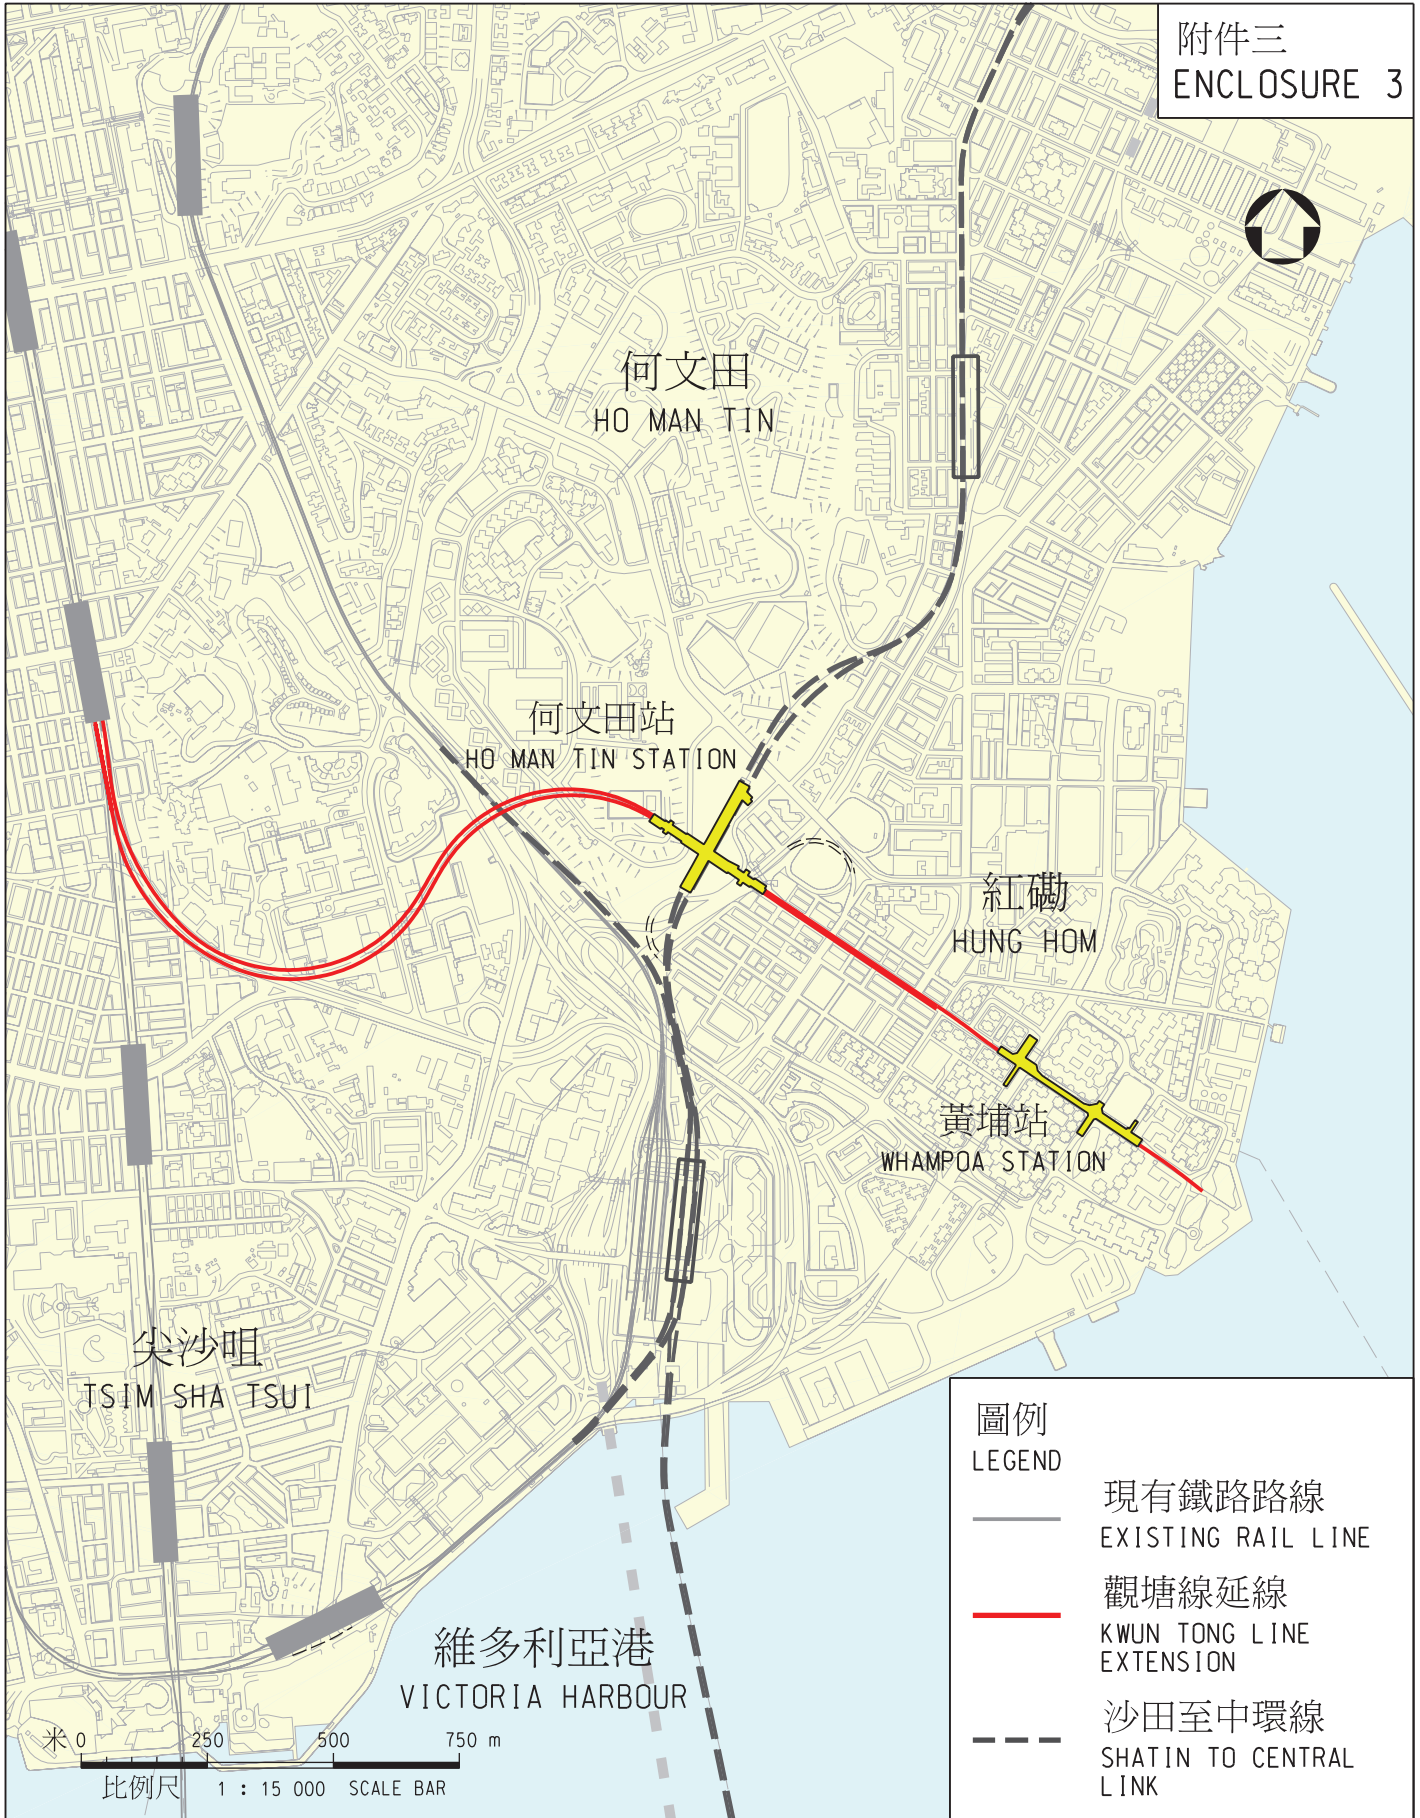 附件三
ENCLOSURE 3
何文田
HO MAN TIN
何文田站
HO MAN TIN STATION
紅磡
HUNG HOM
黃埔站
WHAMPOA STATION
尖沙咀
TSIM SHA TSUI
維多利亞港
VICTORIA HARBOUR
米 0 250 500 750 m
比例尺 1 : 15 000 SCALE BAR
圖例
LEGEND
現有鐵路路線
EXISTING RAIL LINE
觀塘線延線
KWUN TONG LINE
EXTENSION
沙田至中環線
SHATIN TO CENTRAL
LINK